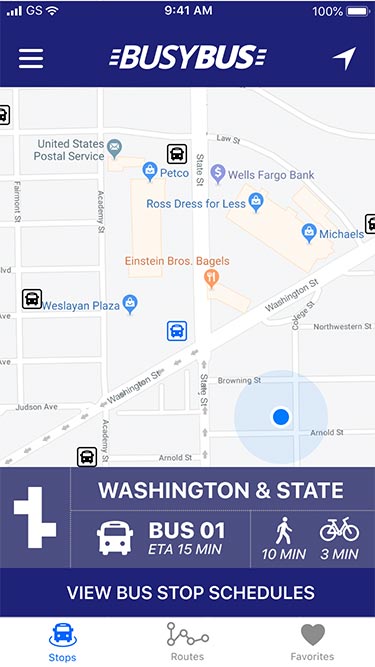 GS 9:41 AM 100%
BUSYBUS
Law St
United States
Postal Service
State St
Petco
Wells Fargo Bank
Fairmont St
Academy St
Ross Dress for Less
Michaels
Einstein Bros. Bagels
lvd
Weslayan Plaza
Washington St
College St
Ave
Northwestern St
Washington St
State St
Browning St
Judson Ave
Academy St
Arnold St
Arnold St
Ave
WASHINGTON & STATE
BUS 01
ETA 15 MIN
10 MIN
3 MIN
VIEW BUS STOP SCHEDULES
Stops
Routes
Favorites